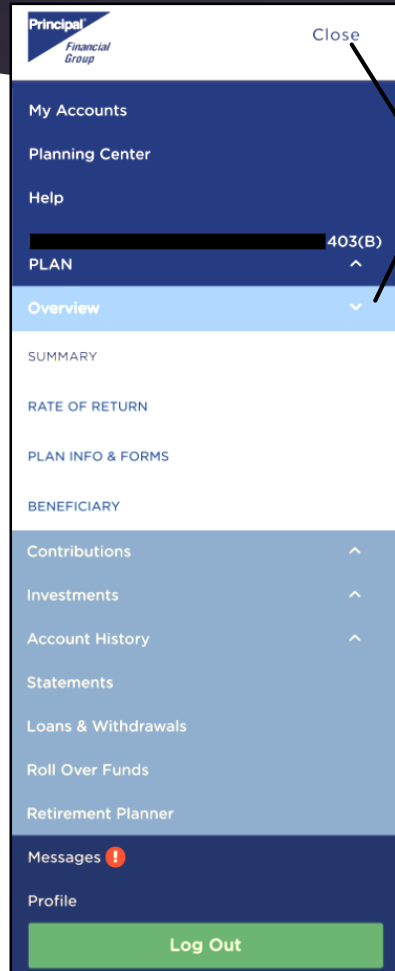 Principal
Financial
Group
Close
My Accounts
Planning Center
Help
403(B)
PLAN
Overview
SUMMARY
RATE OF RETURN
PLAN INFO & FORMS
BENEFICIARY
Contributions
Investments
Account History
Statements
Loans & Withdrawals
Roll Over Funds
Retirement Planner
Messages !
Profile
Log Out